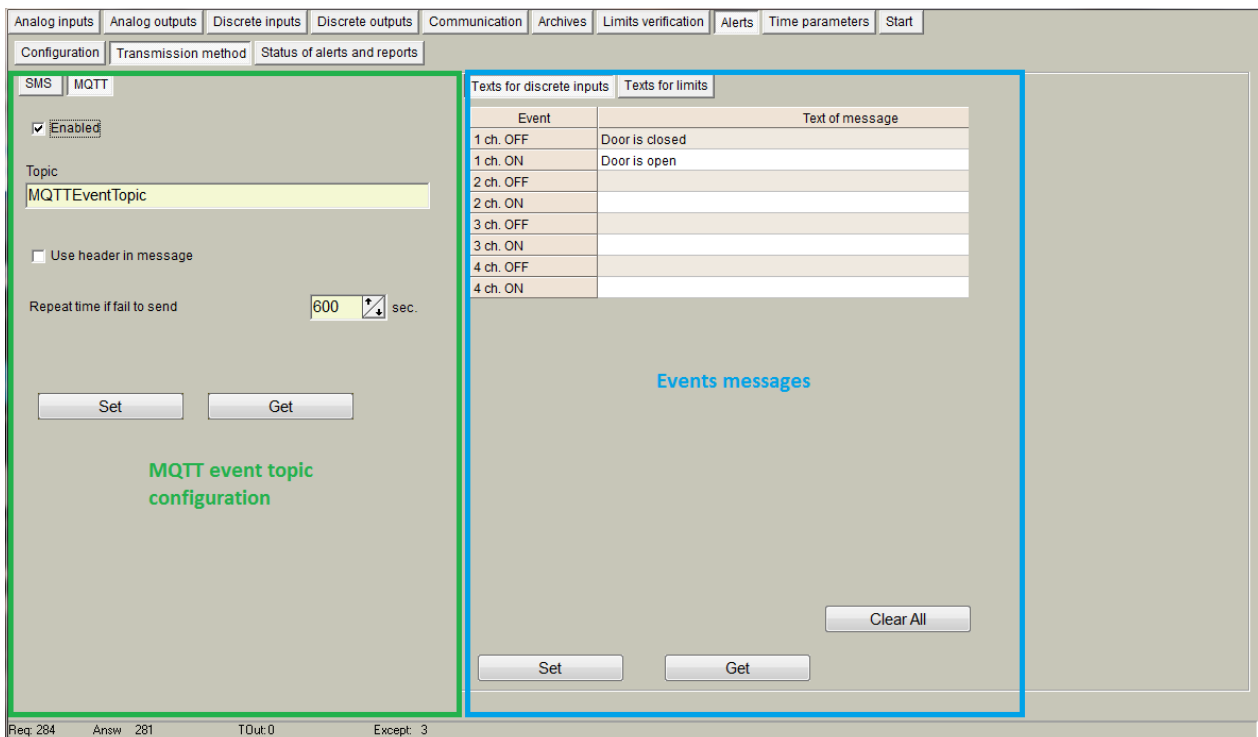 Analog inputs Analog outputs Discrete inputs Discrete outputs Communication Archives Limits verification Alerts Time parameters Start
Configuration Transmission method Status of alerts and reports
SMS MQTT
Enabled
Topic
MQTTEventTopic
Use header in message
Repeat time if fail to send 600 sec.
Set Get
MQTT event topic
configuration
Texts for discrete inputs Texts for limits
Event Text of message
1 ch. OFF Door is closed
1 ch. ON Door is open
2 ch. OFF
2 ch. ON
3 ch. OFF
3 ch. ON
4 ch. OFF
4 ch. ON
Events messages
Clear All
Set Get
Req: 284 Answ 281 TOut:0 Except: 3